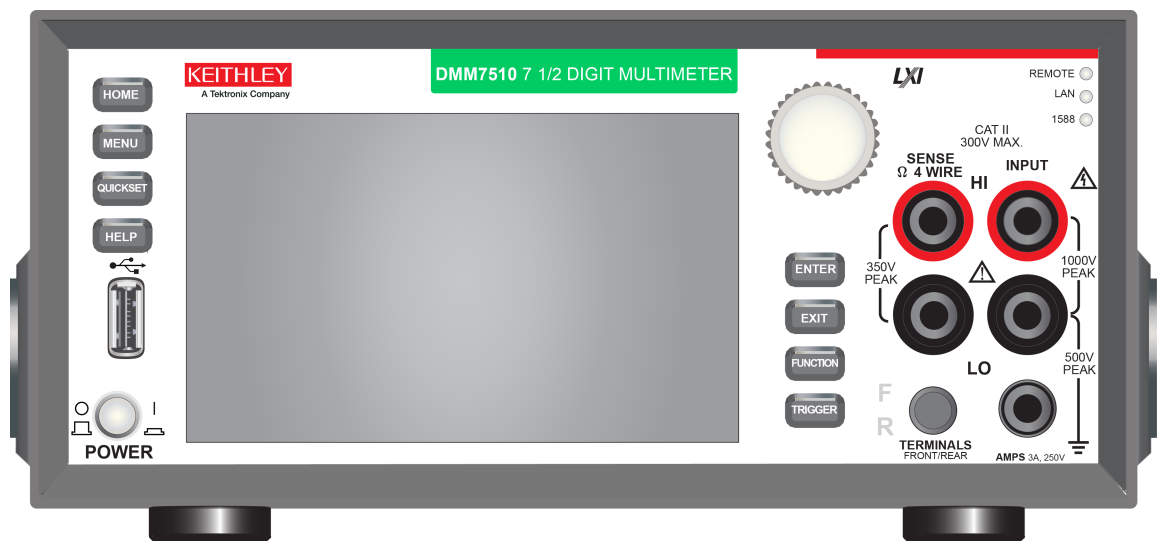 KEITHLEY
A Tektronix Company
DMM7510 7 1/2 DIGIT MULTIMETER
HOME
MENU
QUICKSET
HELP
POWER
LXI
REMOTE
LAN
1588
CAT II
300V MAX.
SENSE
Ω 4 WIRE
HI
INPUT
350V
PEAK
1000V
PEAK
ENTER
EXIT
FUNCTION
TRIGGER
LO
500V
PEAK
F
R
TERMINALS
FRONT/REAR
AMPS 3A, 250V